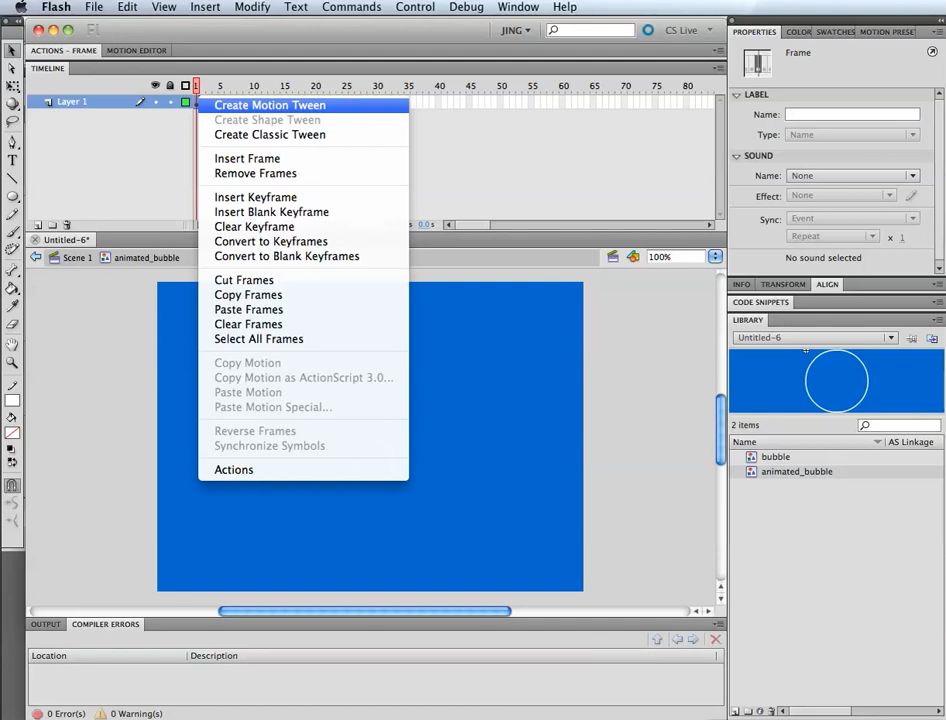 Flash File Edit View Insert Modify Text Commands Control Debug Window Help
Fl JING CS Live
ACTIONS – FRAME MOTION EDITOR
TIMELINE
1 5 10 15 20 25 30 35 40 45 50 55 60 65 70 75 80
Layer 1
Create Motion Tween
Create Shape Tween
Create Classic Tween
Insert Frame
Remove Frames
Insert Keyframe
Insert Blank Keyframe
Clear Keyframe
Convert to Keyframes
Convert to Blank Keyframes
Cut Frames
Copy Frames
Paste Frames
Clear Frames
Select All Frames
Copy Motion
Copy Motion as ActionScript 3.0...
Paste Motion
Paste Motion Special...
Reverse Frames
Synchronize Symbols
Actions
0.0 s
Untitled-6*
Scene 1 animated_bubble 100%
OUTPUT COMPILER ERRORS
Location Description
0 Error(s) 0 Warning(s)
PROPERTIES COLOR SWATCHES MOTION PRESET
Frame
LABEL
Name:
Type: Name
SOUND
Name: None
Effect: None
Sync: Event
Repeat x 1
No sound selected
INFO TRANSFORM ALIGN
CODE SNIPPETS
LIBRARY
Untitled-6
2 items
Name AS Linkage
bubble
animated_bubble